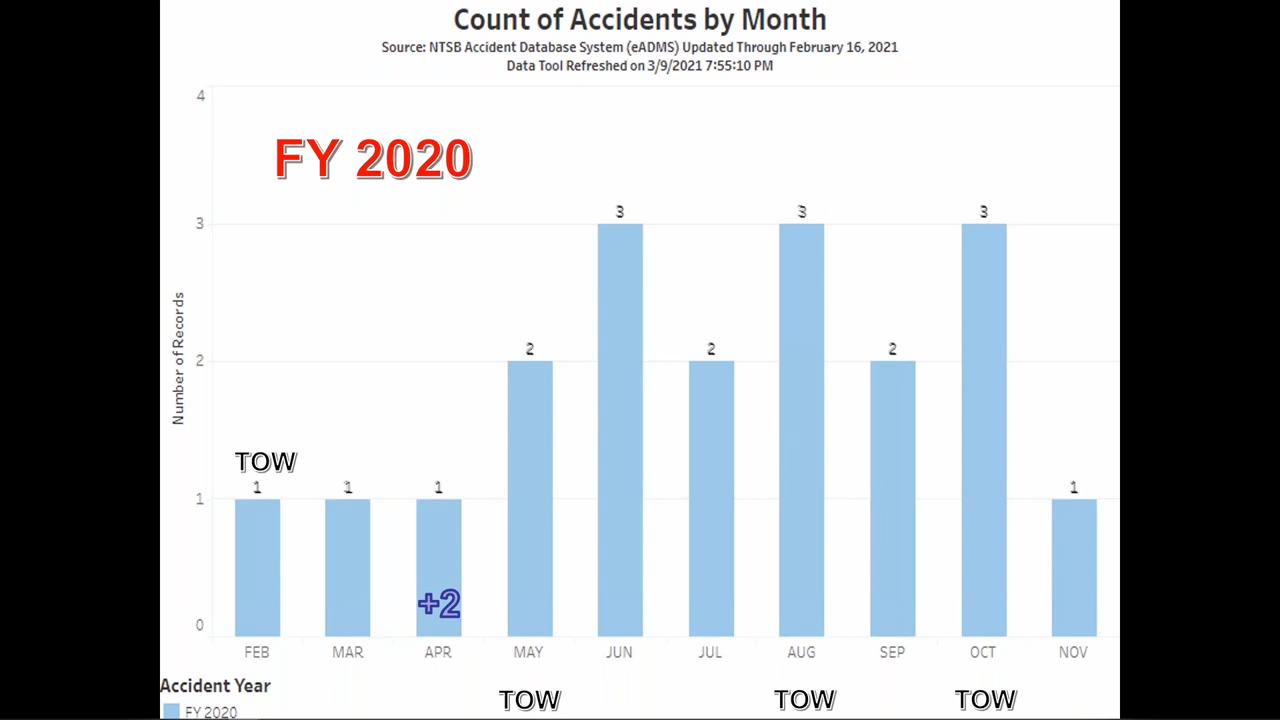 Count of Accidents by Month
Source: NTSB Accident Database System (eADMS) Updated Through February 16, 2021
Data Tool Refreshed on 3/9/2021 7:55:10 PM
4
FY 2020
3
3 3 3
Number of Records
2
2 2 2
TOW
1
1 1 1 1
+2
0
FEB MAR APR MAY JUN JUL AUG SEP OCT NOV
Accident Year
TOW TOW TOW
FY 2020